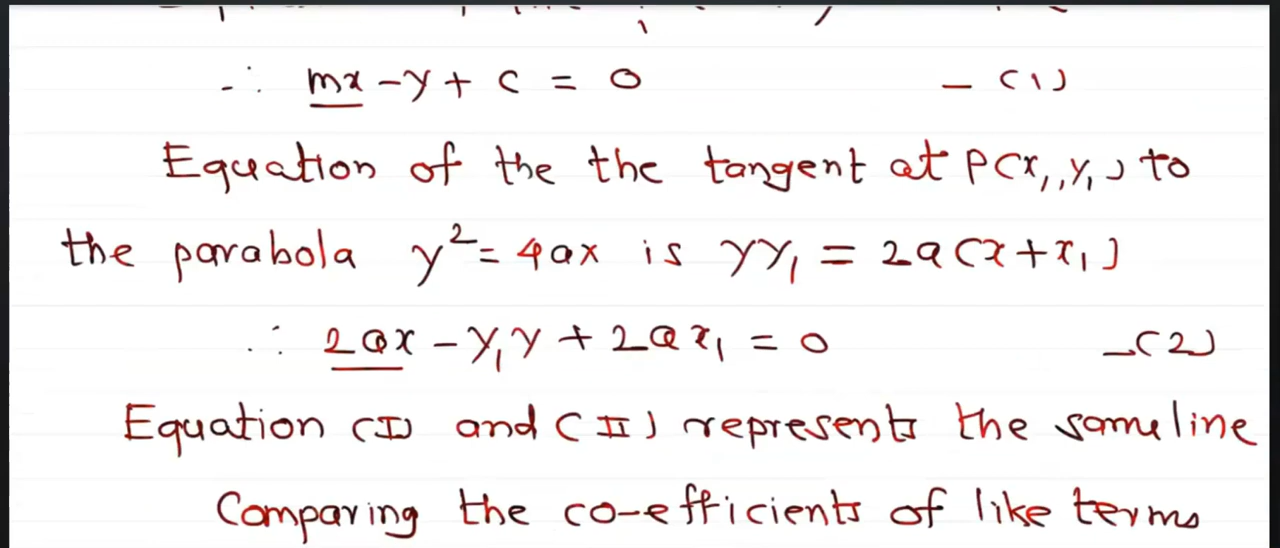 ∴ mx - y + c = 0 - (1)
Equation of the the tangent at P(x₁, y₁) to
the parabola y² = 4ax is yy₁ = 2a(x + x₁)
∴ 2ax - y₁y + 2ax₁ = 0 - (2)
Equation (I) and (II) represents the same line
Comparing the co-efficients of like terms